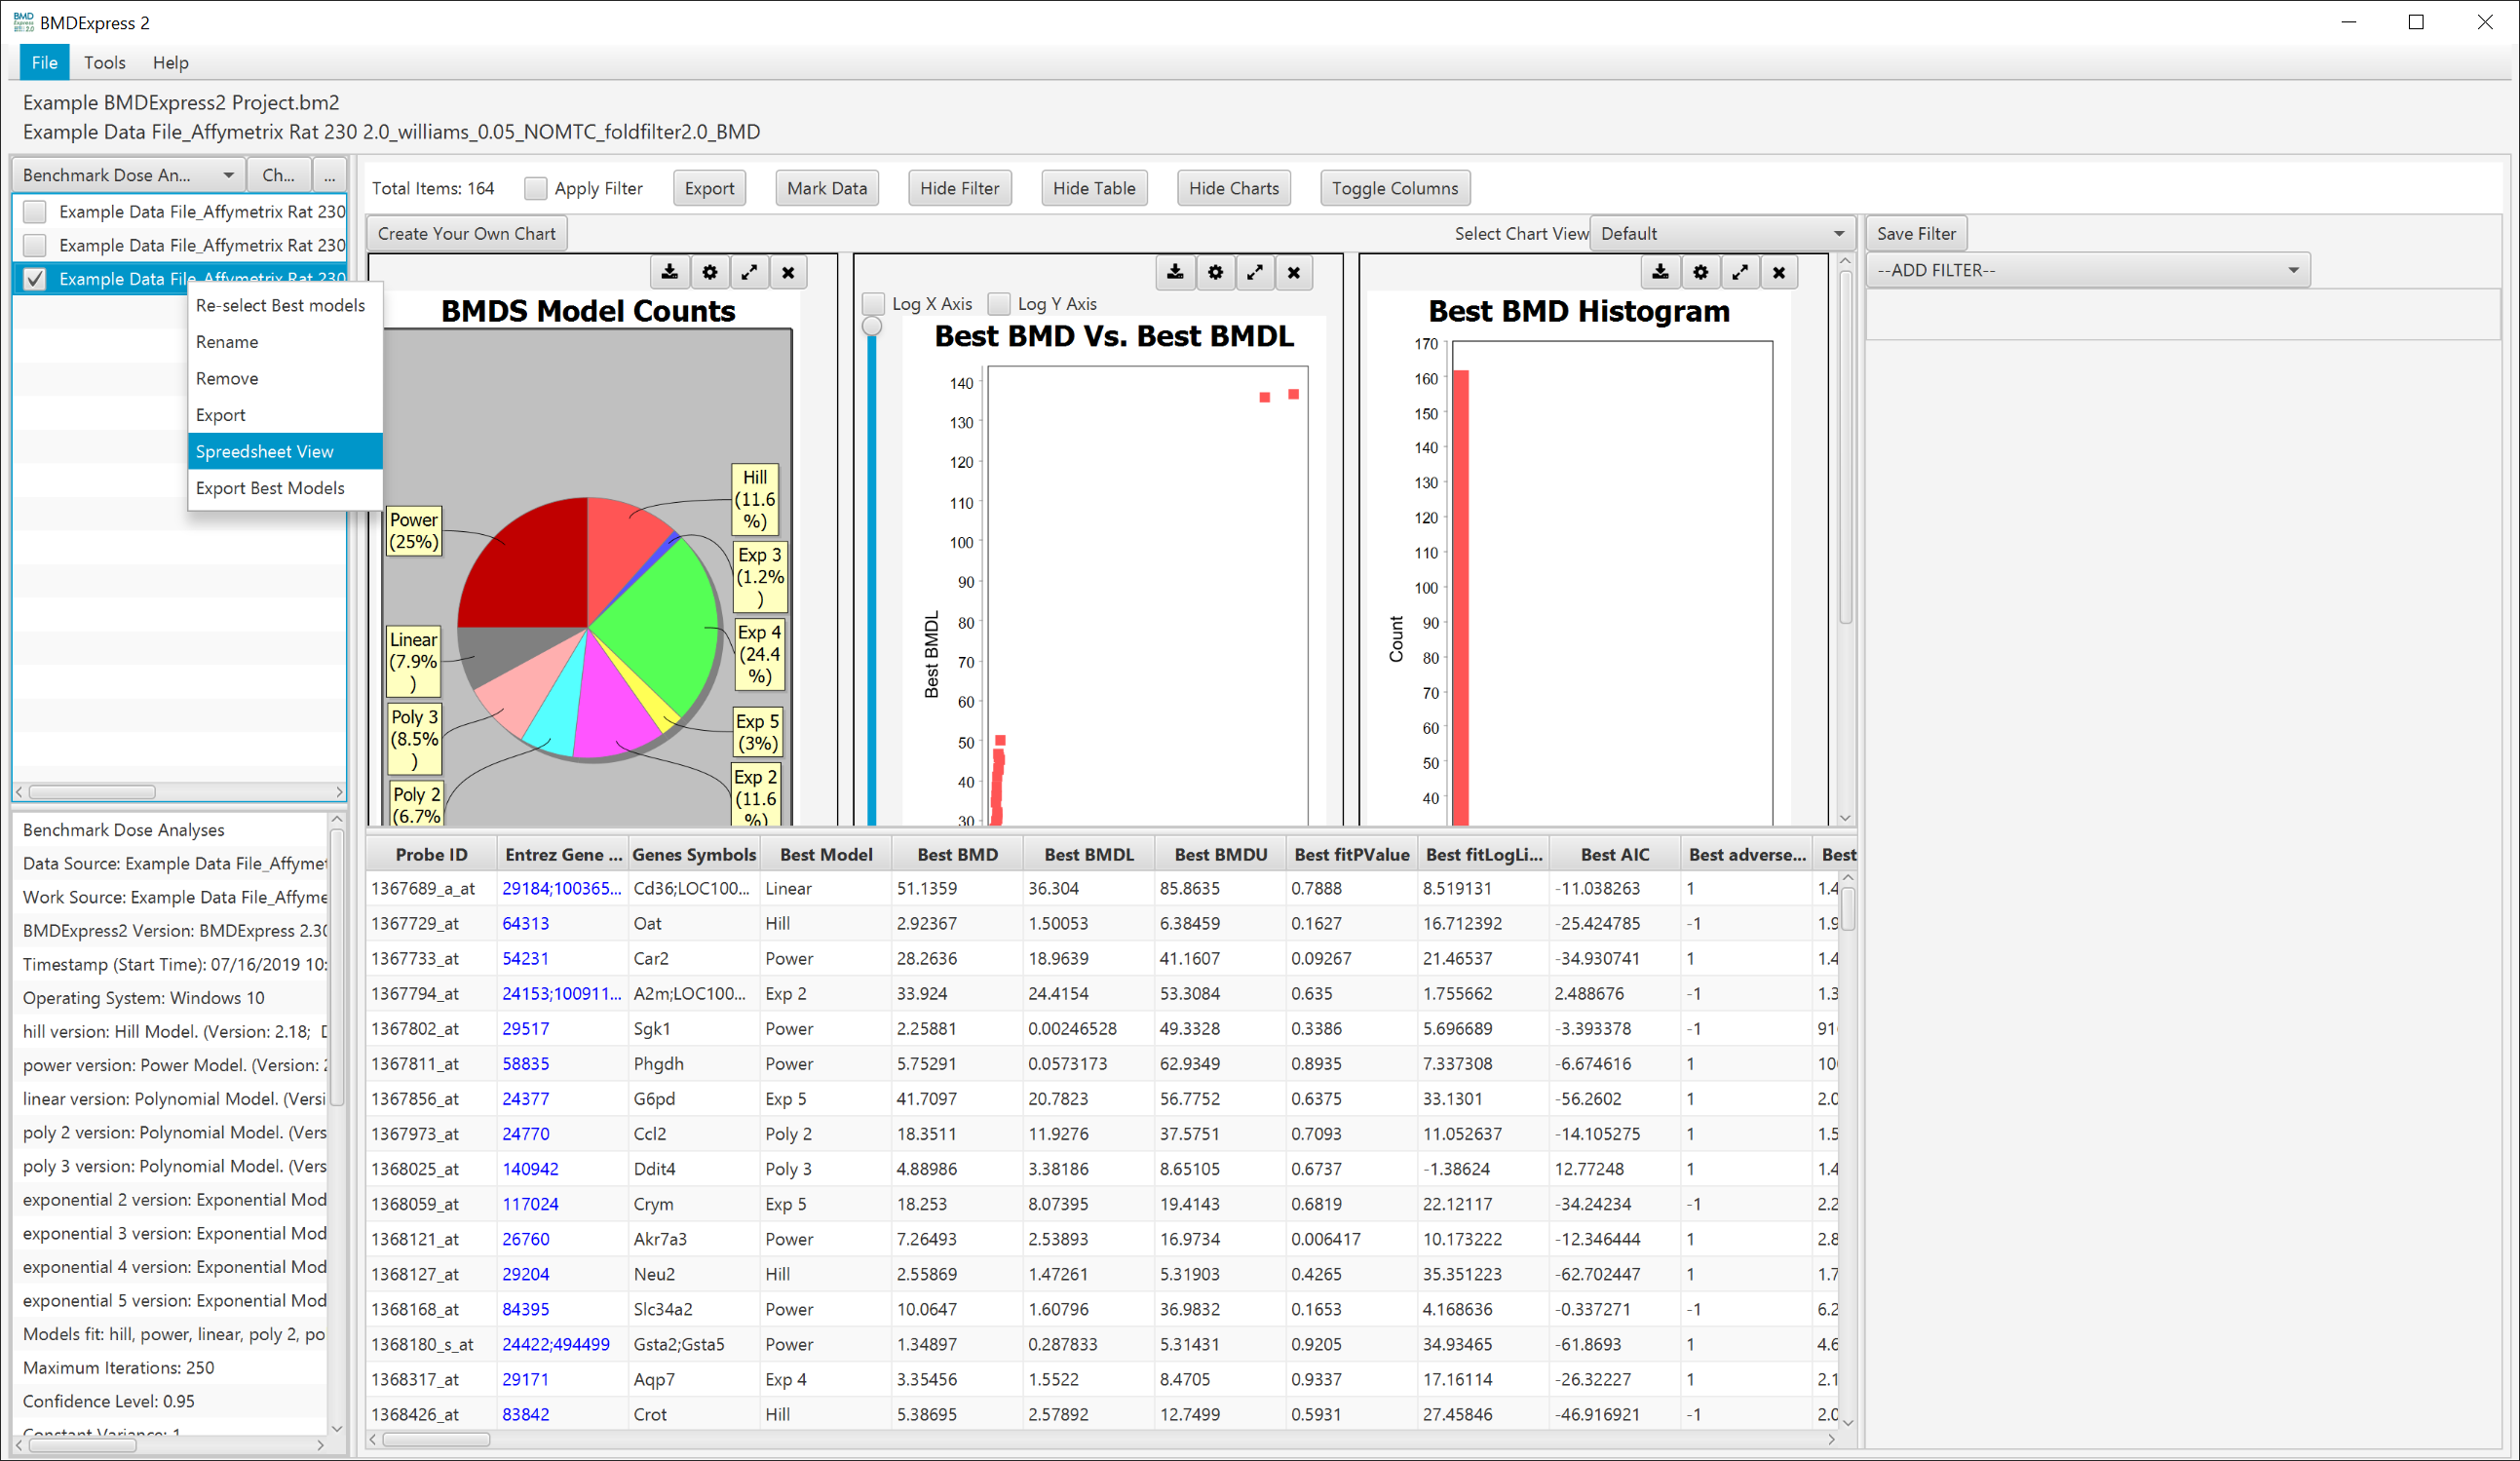 BMDExpress 2
File Tools Help
Example BMDExpress2 Project.bm2
Example Data File_Affymetrix Rat 230 2.0_williams_0.05_NOMTC_foldfilter2.0_BMD
Benchmark Dose An... Ch... ...
Example Data File_Affymetrix Rat 230
Example Data File_Affymetrix Rat 230
Example Data File_Affymetrix Rat 230
Re-select Best models
Rename
Remove
Export
Spreedsheet View
Export Best Models
Total Items: 164 Apply Filter Export Mark Data Hide Filter Hide Table Hide Charts Toggle Columns
Create Your Own Chart Select Chart View Default
Save Filter
--ADD FILTER--
BMDS Model Counts
Hill
(11.6
%)
Exp 3
(1.2%
)
Exp 4
(24.4
%)
Exp 5
(3%)
Exp 2
(11.6
%)
Power
(25%)
Linear
(7.9%
)
Poly 3
(8.5%
)
Poly 2
(6.7%
Log X Axis Log Y Axis
Best BMD Vs. Best BMDL
140
130
120
110
100
90
80
70
60
50
40
30
Best BMDL
Best BMD Histogram
170
160
150
140
130
120
110
100
90
80
70
60
50
40
Count
Benchmark Dose Analyses
Data Source: Example Data File_Affymet
Work Source: Example Data File_Affyme
BMDExpress2 Version: BMDExpress 2.30
Timestamp (Start Time): 07/16/2019 10:
Operating System: Windows 10
hill version: Hill Model. (Version: 2.18;
power version: Power Model. (Version: 2
linear version: Polynomial Model. (Versi
poly 2 version: Polynomial Model. (Vers
poly 3 version: Polynomial Model. (Vers
exponential 2 version: Exponential Mod
exponential 3 version: Exponential Mod
exponential 4 version: Exponential Mod
exponential 5 version: Exponential Mod
Models fit: hill, power, linear, poly 2, po
Maximum Iterations: 250
Confidence Level: 0.95
Constant Variance: 1
Probe ID Entrez Gene ... Genes Symbols Best Model Best BMD Best BMDL Best BMDU Best fitPValue Best fitLogLi... Best AIC Best adverse... Best
1367689_a_at 29184;100365... Cd36;LOC100... Linear 51.1359 36.304 85.8635 0.7888 8.519131 -11.038263 1 1.4
1367729_at 64313 Oat Hill 2.92367 1.50053 6.38459 0.1627 16.712392 -25.424785 -1 1.9
1367733_at 54231 Car2 Power 28.2636 18.9639 41.1607 0.09267 21.46537 -34.930741 1 1.4
1367794_at 24153;100911... A2m;LOC100... Exp 2 33.924 24.4154 53.3084 0.635 1.755662 2.488676 -1 1.3
1367802_at 29517 Sgk1 Power 2.25881 0.00246528 49.3328 0.3386 5.696689 -3.393378 -1 91
1367811_at 58835 Phgdh Power 5.75291 0.0573173 62.9349 0.8935 7.337308 -6.674616 1 10
1367856_at 24377 G6pd Exp 5 41.7097 20.7823 56.7752 0.6375 33.1301 -56.2602 1 2.0
1367973_at 24770 Ccl2 Poly 2 18.3511 11.9276 37.5751 0.7093 11.052637 -14.105275 1 1.5
1368025_at 140942 Ddit4 Poly 3 4.88986 3.38186 8.65105 0.6737 -1.38624 12.77248 1 1.4
1368059_at 117024 Crym Exp 5 18.253 8.07395 19.4143 0.6819 22.12117 -34.24234 -1 2.2
1368121_at 26760 Akr7a3 Power 7.26493 2.53893 16.9734 0.006417 10.173222 -12.346444 1 2.8
1368127_at 29204 Neu2 Hill 2.55869 1.47261 5.31903 0.4265 35.351223 -62.702447 1 1.7
1368168_at 84395 Slc34a2 Power 10.0647 1.60796 36.9832 0.1653 4.168636 -0.337271 -1 6.2
1368180_s_at 24422;494499 Gsta2;Gsta5 Power 1.34897 0.287833 5.31431 0.9205 34.93465 -61.8693 1 4.6
1368317_at 29171 Aqp7 Exp 4 3.35456 1.5522 8.4705 0.9337 17.16114 -26.32227 1 2.1
1368426_at 83842 Crot Hill 5.38695 2.57892 12.7499 0.5931 27.45846 -46.916921 -1 2.0